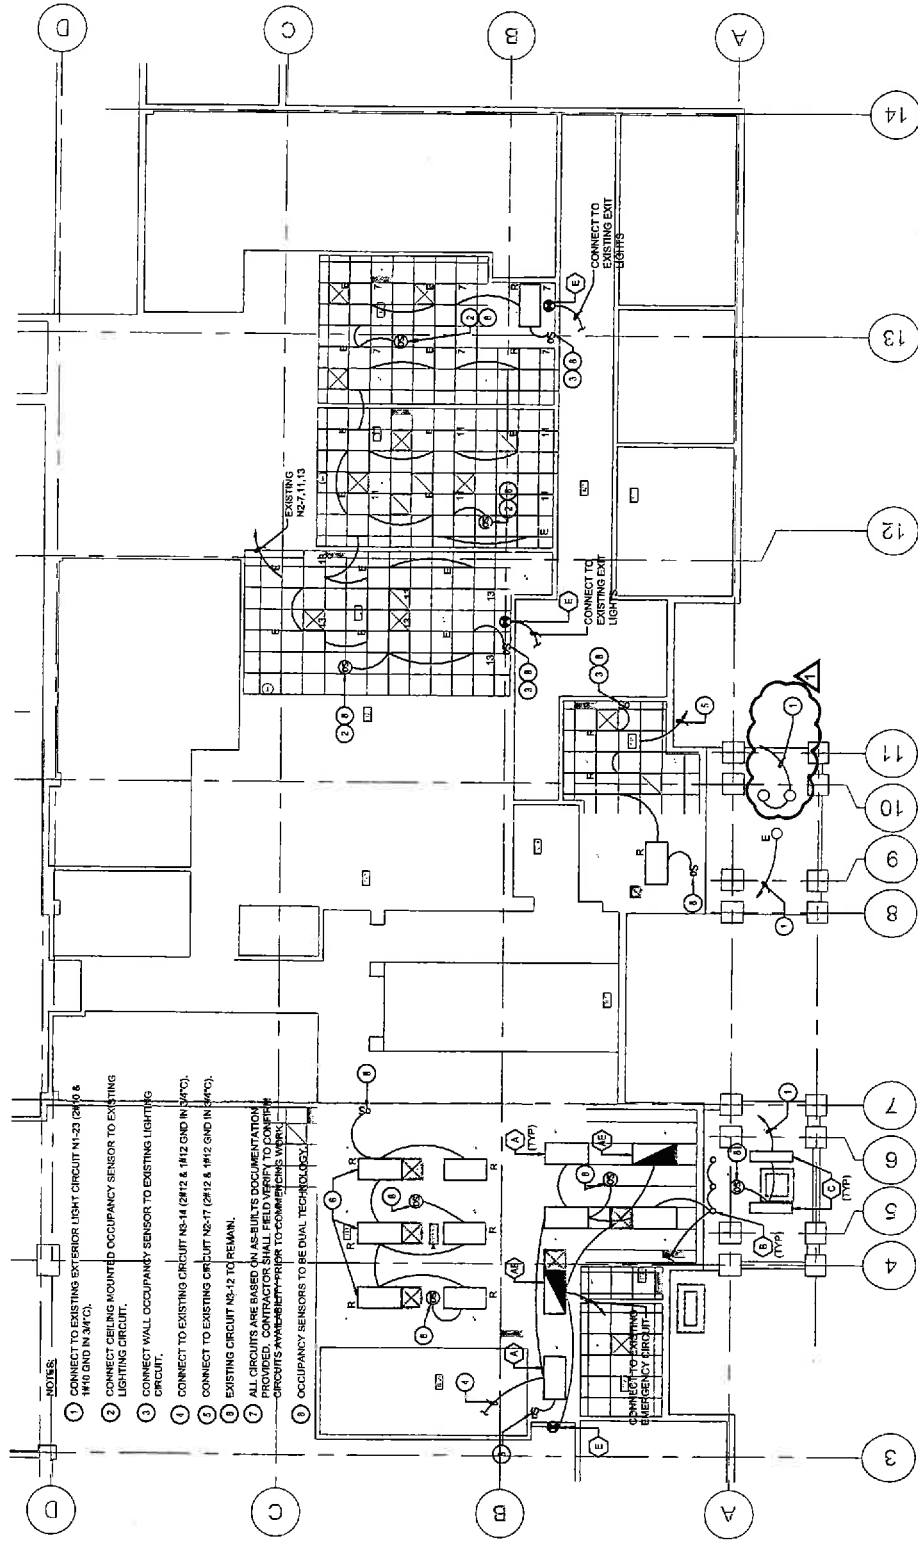 NOTES:
1 CONNECT TO EXISTING EXTERIOR LIGHT CIRCUIT N1-23 (2#10 &
1#10 GND IN 3/4"C).
2 CONNECT CEILING MOUNTED OCCUPANCY SENSOR TO EXISTING
LIGHTING CIRCUIT.
3 CONNECT WALL OCCUPANCY SENSOR TO EXISTING LIGHTING
CIRCUIT.
4 CONNECT TO EXISTING CIRCUIT N3-14 (2#12 & 1#12 GND IN 3/4"C).
5 CONNECT TO EXISTING CIRCUIT N2-17 (2#12 & 1#12 GND IN 3/4"C).
6 EXISTING CIRCUIT N3-12 TO REMAIN.
7 ALL CIRCUITS ARE BASED ON AS-BUILTS DOCUMENTATION
PROVIDED. CONTRACTOR SHALL FIELD VERIFY TO CONFIRM
CIRCUITS AVAILABILITY PRIOR TO COMMENCING WORK.
8 OCCUPANCY SENSORS TO BE DUAL TECHNOLOGY.
EXISTING
N2-7,11,13
CONNECT TO
EXISTING EXIT
LIGHTS
CONNECT TO
EXISTING EXIT
LIGHTS
CONNECT TO EXISTING
EMERGENCY CIRCUIT
A
(TYP)
AE
AE
A
B
(TYP)
C
(TYP)
E
E
E
D
C
B
A
D
C
B
A
3
4
5
6
7
8
9
10
11
12
13
14
1